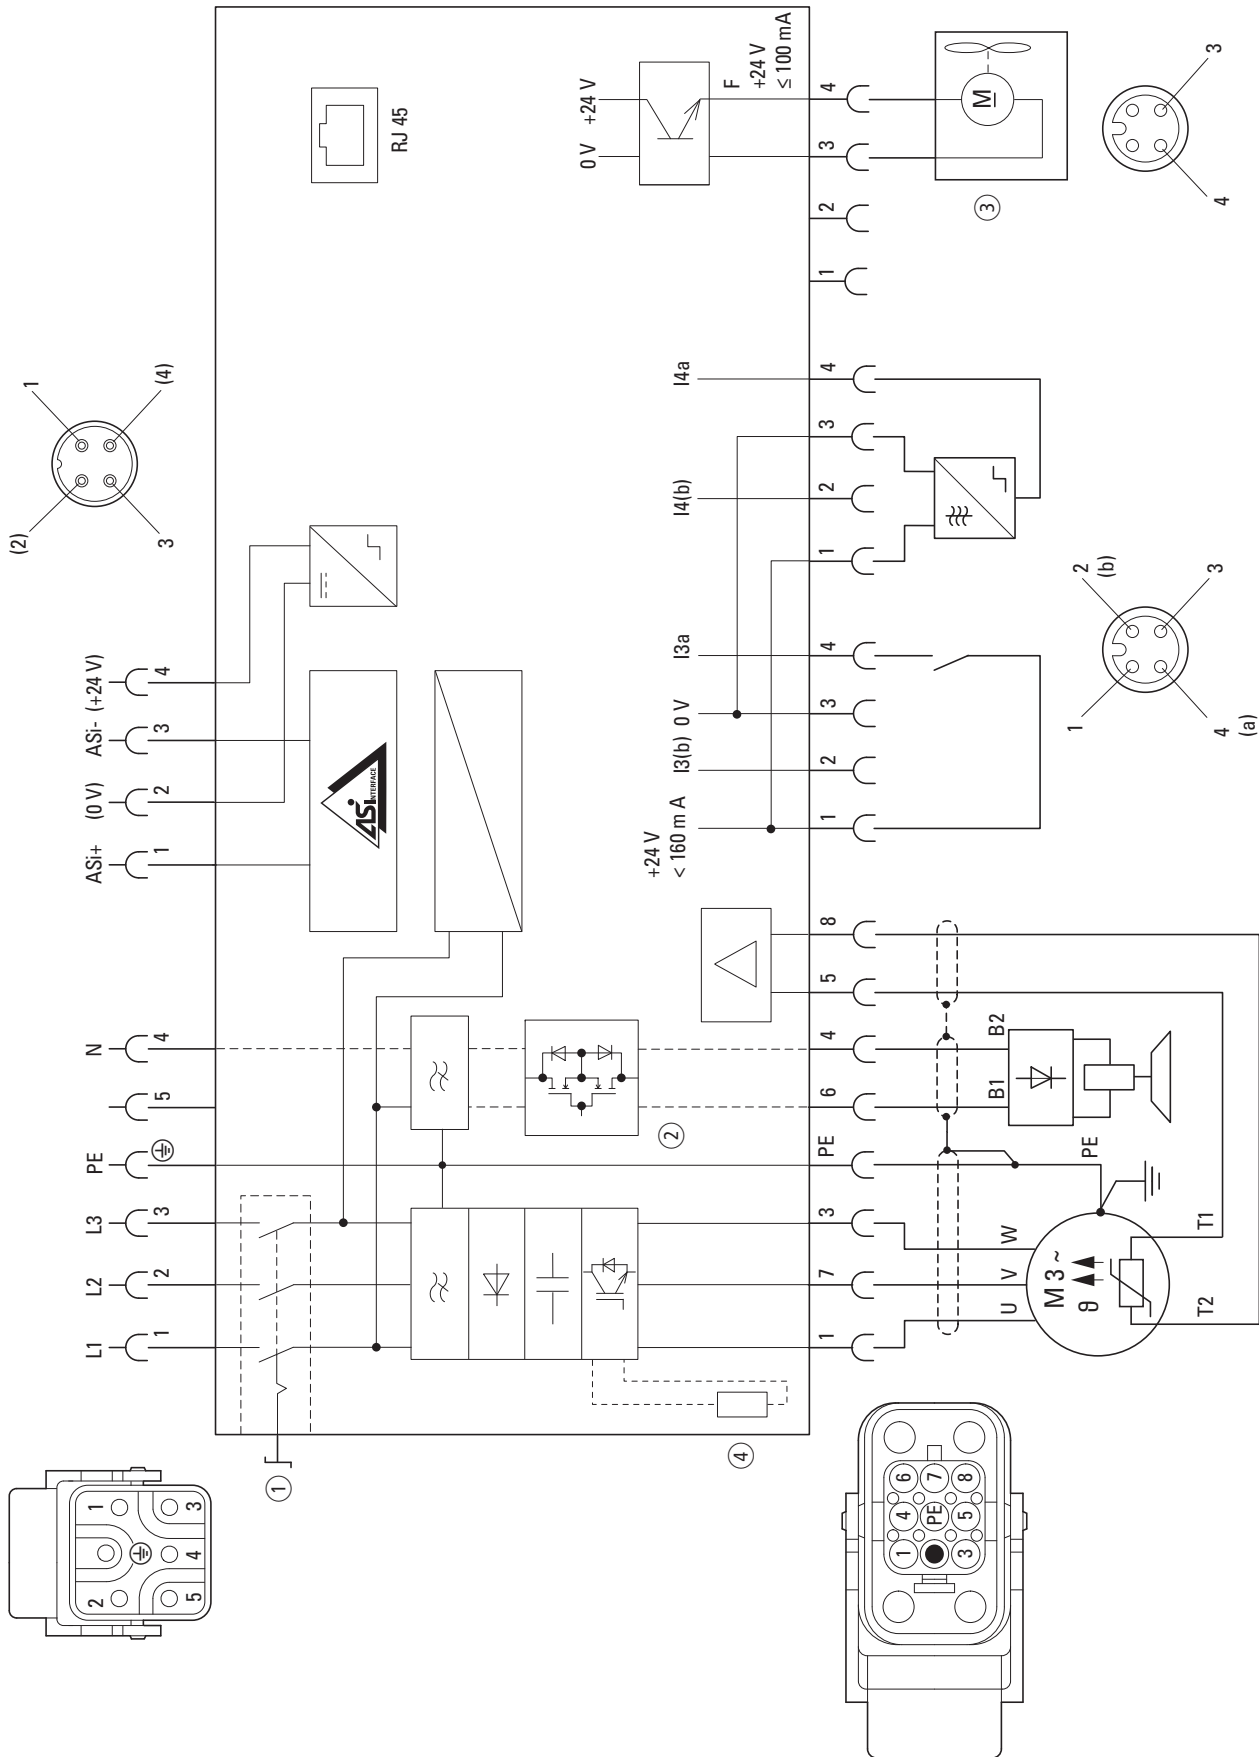 L1
L2
L3
PE
N
1
2
3
5
4
ASi+
(0 V)
ASi-
(+24 V)
1
2
3
4
(2)
1
3
(4)
2
1
5
4
3
1
ASi
INTERFACE
RJ 45
2
4
+24 V
< 160 m A
I3(b)
0 V
I3a
I4(b)
I4a
0 V
+24 V
F
+24 V
≤ 100 mA
1
7
3
PE
6
4
5
8
1
2
3
4
1
2
3
4
1
2
3
4
U
V
W
PE
B1
B2
M 3 ~
ϑ
T2
T1
M
3
1
2
(b)
4
(a)
3
4
3
1
4
6
PE
7
3
5
8